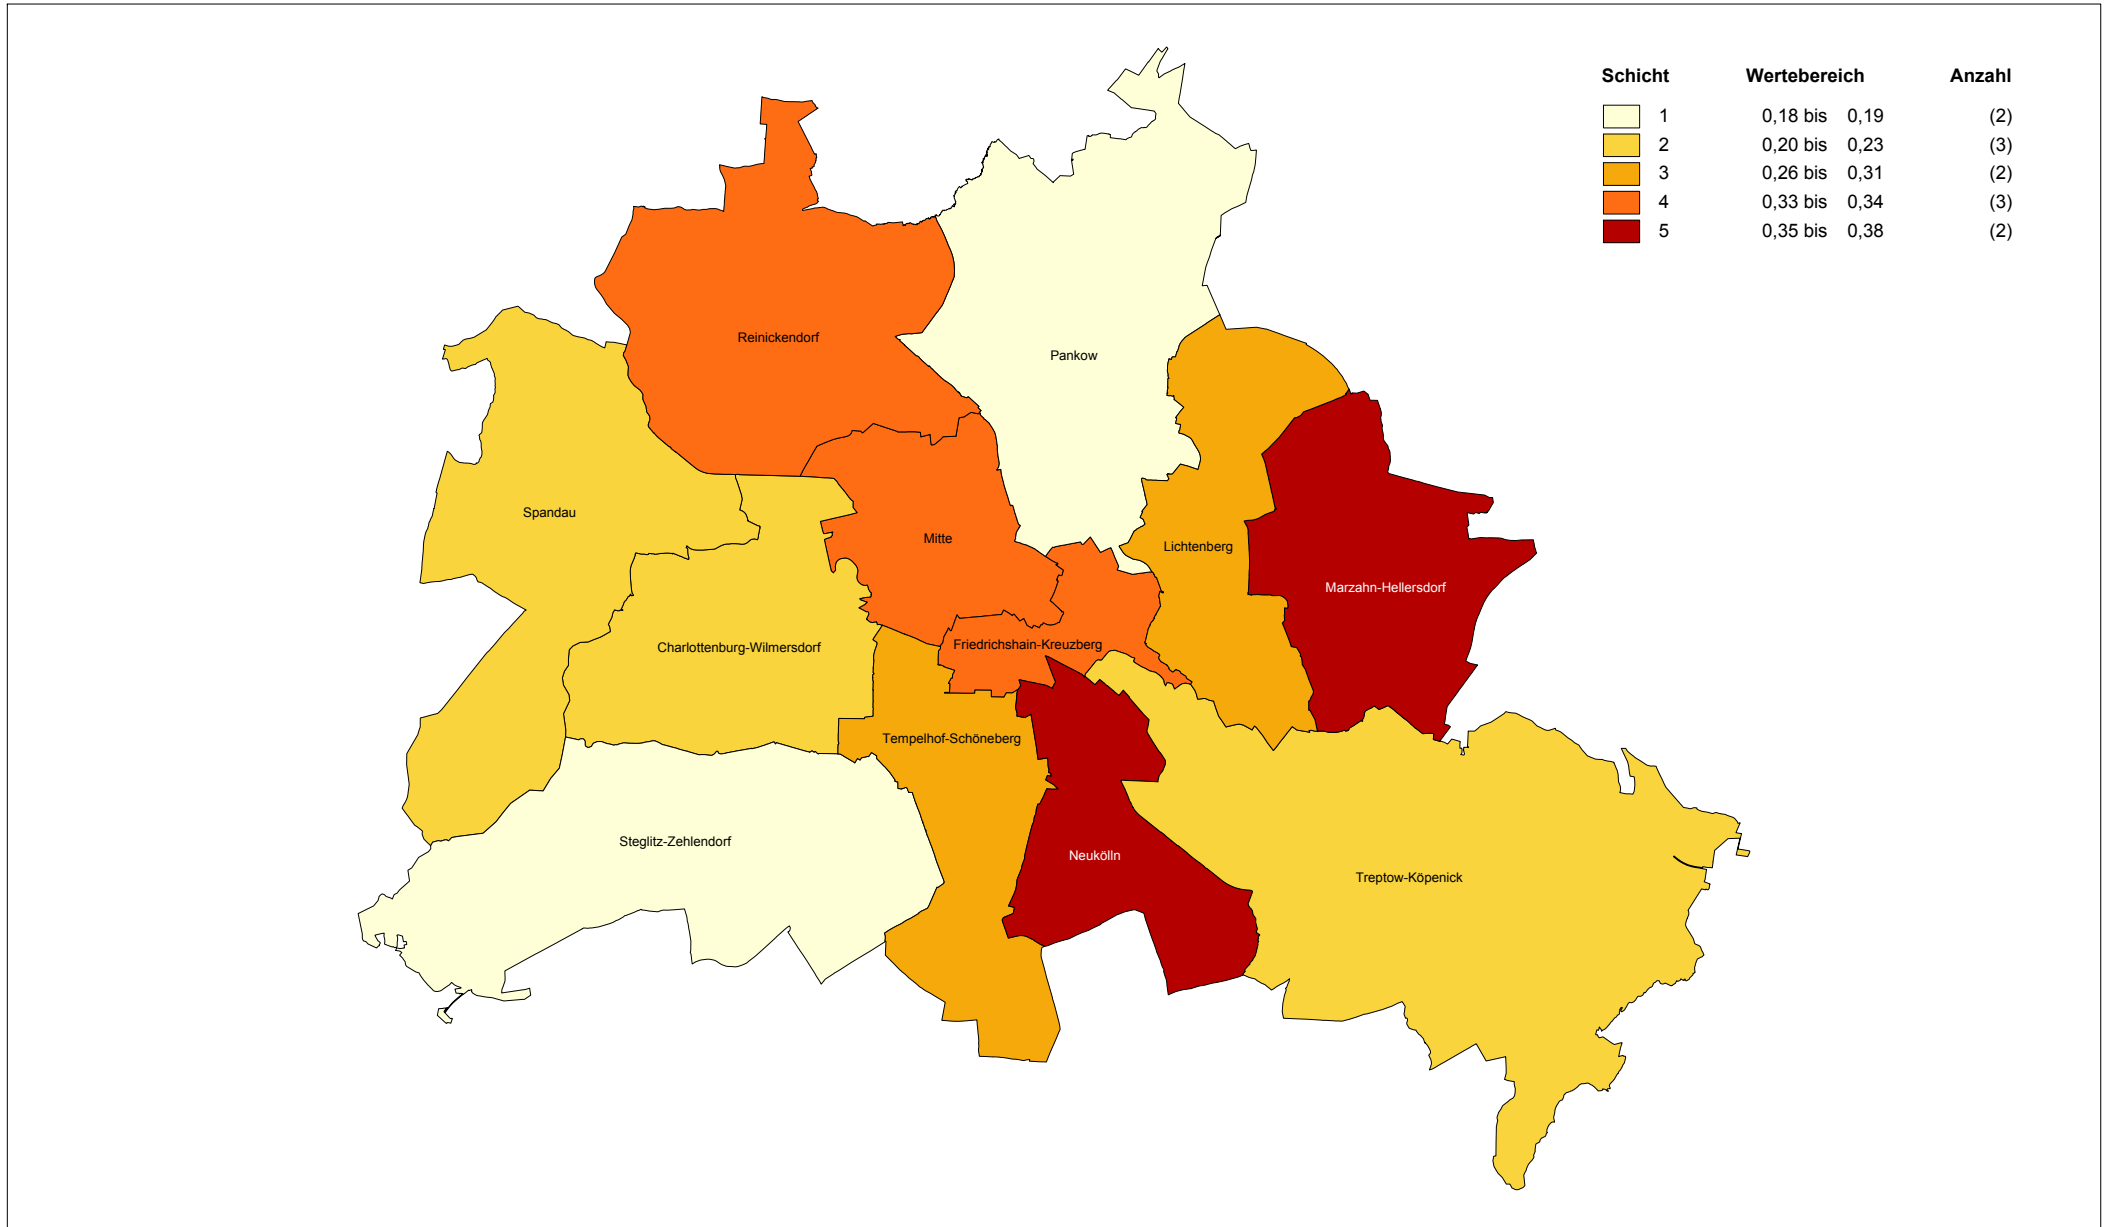 Schicht Wertebereich Anzahl
1 0,18 bis 0,19 (2)
2 0,20 bis 0,23 (3)
3 0,26 bis 0,31 (2)
4 0,33 bis 0,34 (3)
5 0,35 bis 0,38 (2)
Reinickendorf
Pankow
Spandau
Mitte
Lichtenberg
Marzahn-Hellersdorf
Charlottenburg-Wilmersdorf
Friedrichshain-Kreuzberg
Tempelhof-Schöneberg
Steglitz-Zehlendorf
Neukölln
Treptow-Köpenick